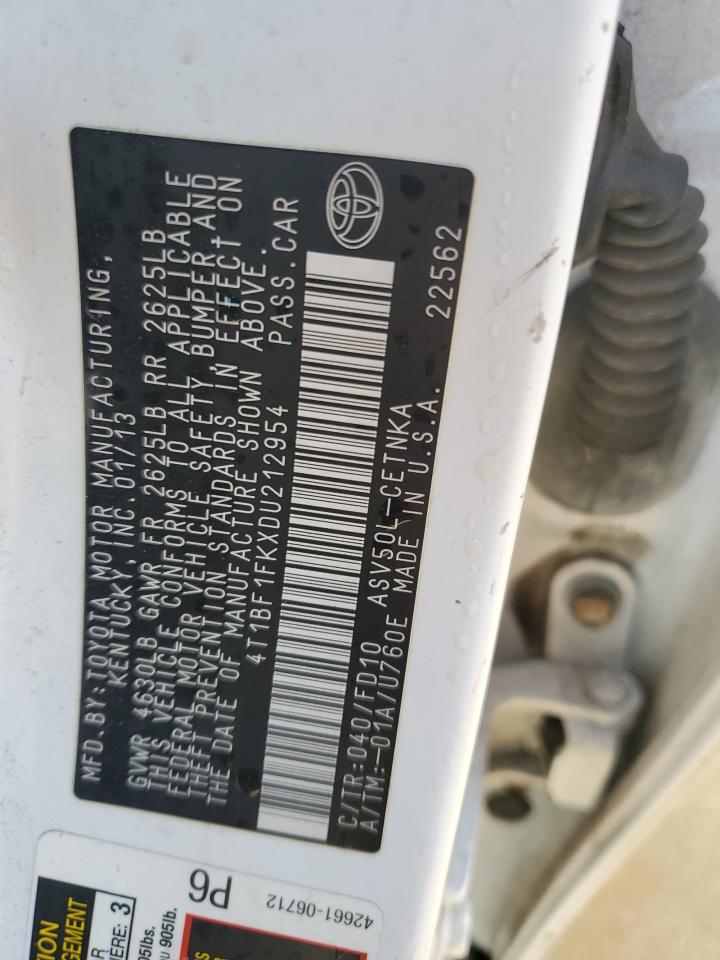 MFD.BY:TOYOTA MOTOR MANUFACTURING,
KENTUCKY, INC.01/13
GVWR 4630LB GAWR FR 2625LB RR 2625LB
THIS VEHICLE CONFORMS TO ALL APPLICABLE
FEDERAL MOTOR VEHICLE SAFETY, BUMPER, AND
THEFT PREVENTION STANDARDS IN EFFECT ON
THE DATE OF MANUFACTURE SHOWN ABOVE.
4T1BF1FKXDU212954 PASS.CAR
C/TR:040/FD10 ASV50L-CETNKA
A/TM:-01A/U760E MADE IN U.S.A. 22562
P6
42661-06712
ERE: 3
905lb.